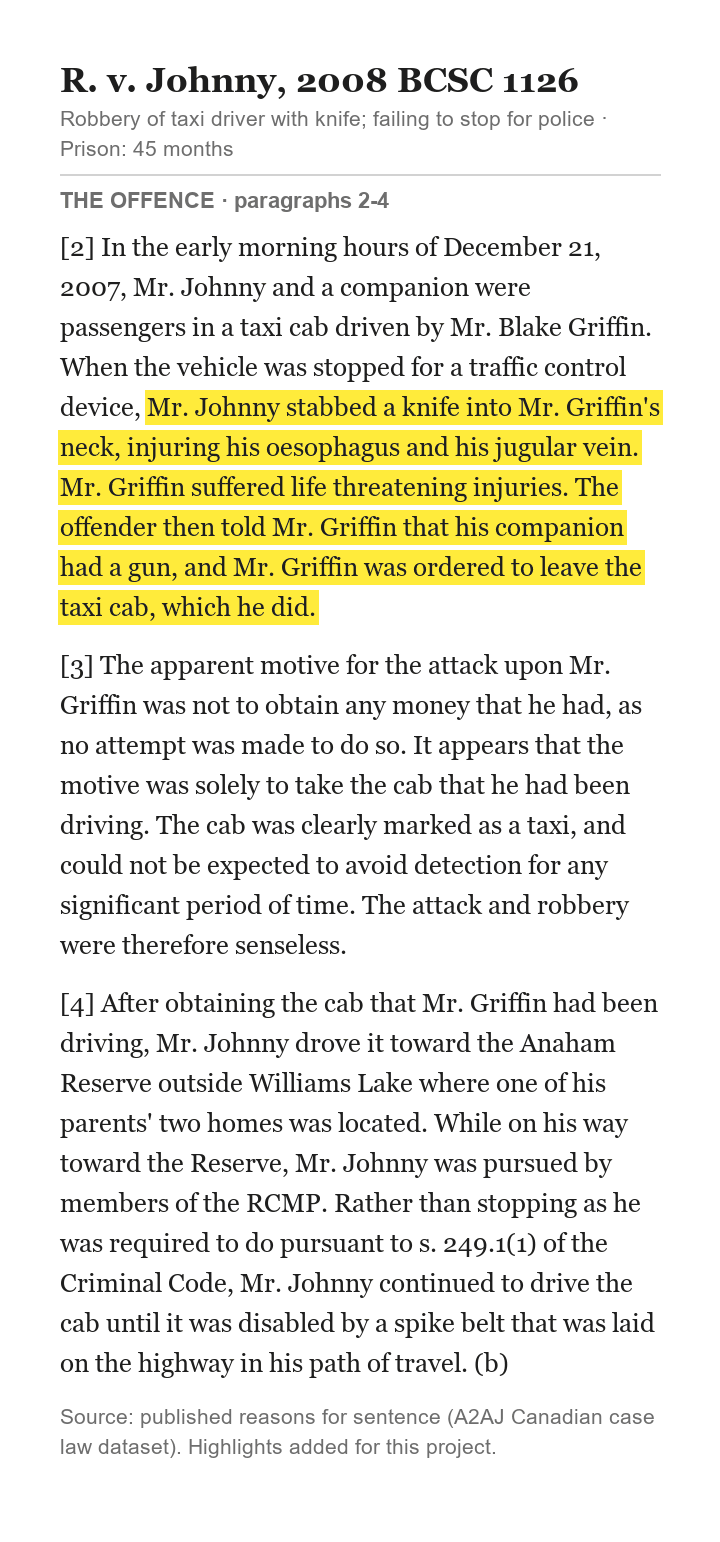 R. v. Johnny, 2008 BCSC 1126
Robbery of taxi driver with knife; failing to stop for police ·
Prison: 45 months
THE OFFENCE · paragraphs 2-4
[2] In the early morning hours of December 21,
2007, Mr. Johnny and a companion were
passengers in a taxi cab driven by Mr. Blake Griffin.
When the vehicle was stopped for a traffic control
device, Mr. Johnny stabbed a knife into Mr. Griffin's
neck, injuring his oesophagus and his jugular vein.
Mr. Griffin suffered life threatening injuries. The
offender then told Mr. Griffin that his companion
had a gun, and Mr. Griffin was ordered to leave the
taxi cab, which he did.
[3] The apparent motive for the attack upon Mr.
Griffin was not to obtain any money that he had, as
no attempt was made to do so. It appears that the
motive was solely to take the cab that he had been
driving. The cab was clearly marked as a taxi, and
could not be expected to avoid detection for any
significant period of time. The attack and robbery
were therefore senseless.
[4] After obtaining the cab that Mr. Griffin had been
driving, Mr. Johnny drove it toward the Anaham
Reserve outside Williams Lake where one of his
parents' two homes was located. While on his way
toward the Reserve, Mr. Johnny was pursued by
members of the RCMP. Rather than stopping as he
was required to do pursuant to s. 249.1(1) of the
Criminal Code, Mr. Johnny continued to drive the
cab until it was disabled by a spike belt that was laid
on the highway in his path of travel. (b)
Source: published reasons for sentence (A2AJ Canadian case
law dataset). Highlights added for this project.